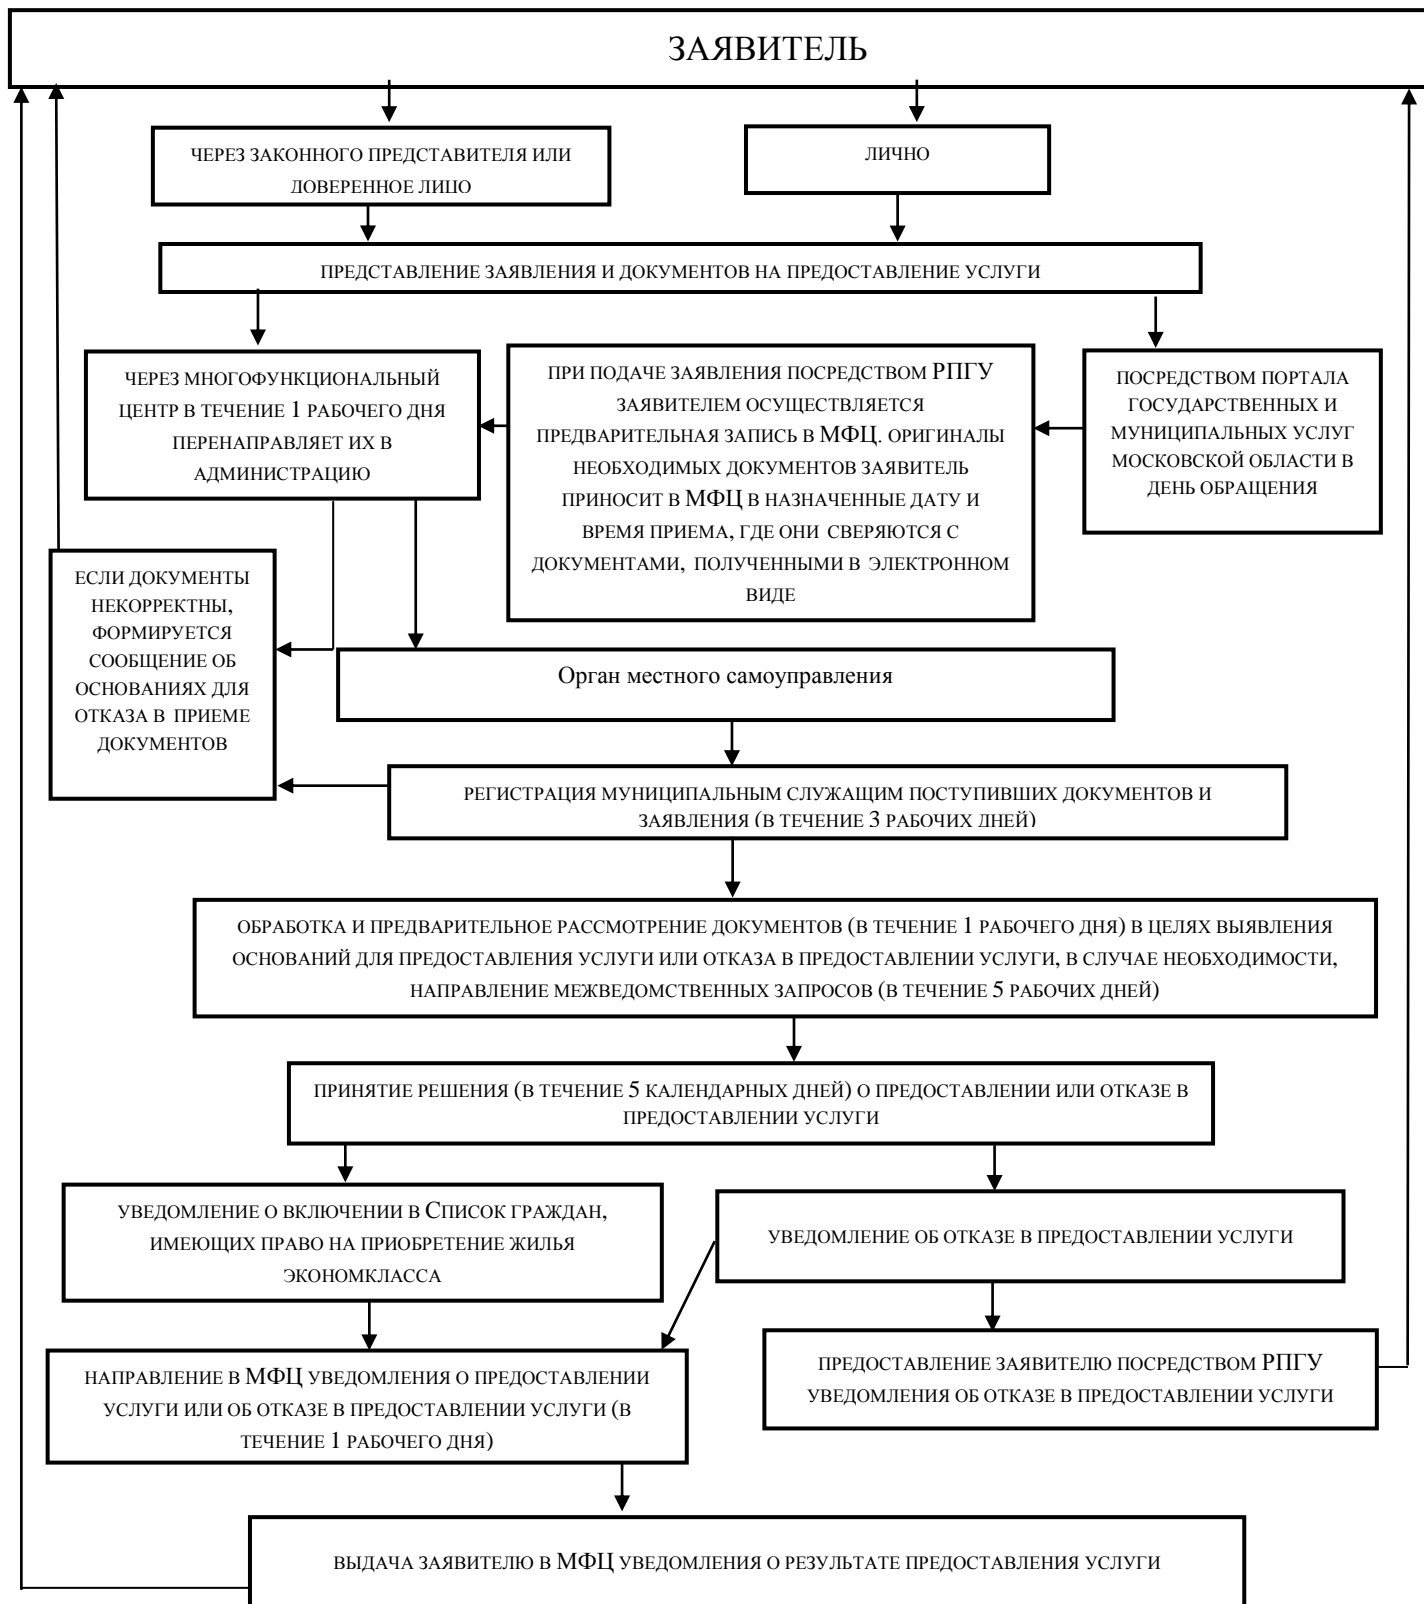 ЗАЯВИТЕЛЬ
ЧЕРЕЗ ЗАКОННОГО ПРЕДСТАВИТЕЛЯ ИЛИ
ДОВЕРЕННОЕ ЛИЦО
ЛИЧНО
ПРЕДСТАВЛЕНИЕ ЗАЯВЛЕНИЯ И ДОКУМЕНТОВ НА ПРЕДОСТАВЛЕНИЕ УСЛУГИ
ЧЕРЕЗ МНОГОФУНКЦИОНАЛЬНЫЙ
ЦЕНТР В ТЕЧЕНИЕ 1 РАБОЧЕГО ДНЯ
ПЕРЕНАПРАВЛЯЕТ ИХ В
АДМИНИСТРАЦИЮ
ПРИ ПОДАЧЕ ЗАЯВЛЕНИЯ ПОСРЕДСТВОМ РПГУ
ЗАЯВИТЕЛЕМ ОСУЩЕСТВЛЯЕТСЯ
ПРЕДВАРИТЕЛЬНАЯ ЗАПИСЬ В МФЦ. ОРИГИНАЛЫ
НЕОБХОДИМЫХ ДОКУМЕНТОВ ЗАЯВИТЕЛЬ
ПРИНОСИТ В МФЦ В НАЗНАЧЕННЫЕ ДАТУ И
ВРЕМЯ ПРИЕМА, ГДЕ ОНИ СВЕРЯЮТСЯ С
ДОКУМЕНТАМИ, ПОЛУЧЕННЫМИ В ЭЛЕКТРОННОМ
ВИДЕ
ПОСРЕДСТВОМ ПОРТАЛА
ГОСУДАРСТВЕННЫХ И
МУНИЦИПАЛЬНЫХ УСЛУГ
МОСКОВСКОЙ ОБЛАСТИ В
ДЕНЬ ОБРАЩЕНИЯ
ЕСЛИ ДОКУМЕНТЫ
НЕКОРРЕКТНЫ,
ФОРМИРУЕТСЯ
СООБЩЕНИЕ ОБ
ОСНОВАНИЯХ ДЛЯ
ОТКАЗА В ПРИЕМЕ
ДОКУМЕНТОВ
Орган местного самоуправления
РЕГИСТРАЦИЯ МУНИЦИПАЛЬНЫМ СЛУЖАЩИМ ПОСТУПИВШИХ ДОКУМЕНТОВ И
ЗАЯВЛЕНИЯ (В ТЕЧЕНИЕ 3 РАБОЧИХ ДНЕЙ)
ОБРАБОТКА И ПРЕДВАРИТЕЛЬНОЕ РАССМОТРЕНИЕ ДОКУМЕНТОВ (В ТЕЧЕНИЕ 1 РАБОЧЕГО ДНЯ) В ЦЕЛЯХ ВЫЯВЛЕНИЯ
ОСНОВАНИЙ ДЛЯ ПРЕДОСТАВЛЕНИЯ УСЛУГИ ИЛИ ОТКАЗА В ПРЕДОСТАВЛЕНИИ УСЛУГИ, В СЛУЧАЕ НЕОБХОДИМОСТИ,
НАПРАВЛЕНИЕ МЕЖВЕДОМСТВЕННЫХ ЗАПРОСОВ (В ТЕЧЕНИЕ 5 РАБОЧИХ ДНЕЙ)
ПРИНЯТИЕ РЕШЕНИЯ (В ТЕЧЕНИЕ 5 КАЛЕНДАРНЫХ ДНЕЙ) О ПРЕДОСТАВЛЕНИИ ИЛИ ОТКАЗЕ В
ПРЕДОСТАВЛЕНИИ УСЛУГИ
УВЕДОМЛЕНИЕ О ВКЛЮЧЕНИИ В СПИСОК ГРАЖДАН,
ИМЕЮЩИХ ПРАВО НА ПРИОБРЕТЕНИЕ ЖИЛЬЯ
ЭКОНОМКЛАССА
УВЕДОМЛЕНИЕ ОБ ОТКАЗЕ В ПРЕДОСТАВЛЕНИИ УСЛУГИ
НАПРАВЛЕНИЕ В МФЦ УВЕДОМЛЕНИЯ О ПРЕДОСТАВЛЕНИИ
УСЛУГИ ИЛИ ОБ ОТКАЗЕ В ПРЕДОСТАВЛЕНИИ УСЛУГИ (В
ТЕЧЕНИЕ 1 РАБОЧЕГО ДНЯ)
ПРЕДОСТАВЛЕНИЕ ЗАЯВИТЕЛЮ ПОСРЕДСТВОМ РПГУ
УВЕДОМЛЕНИЯ ОБ ОТКАЗЕ В ПРЕДОСТАВЛЕНИИ УСЛУГИ
ВЫДАЧА ЗАЯВИТЕЛЮ В МФЦ УВЕДОМЛЕНИЯ О РЕЗУЛЬТАТЕ ПРЕДОСТАВЛЕНИЯ УСЛУГИ